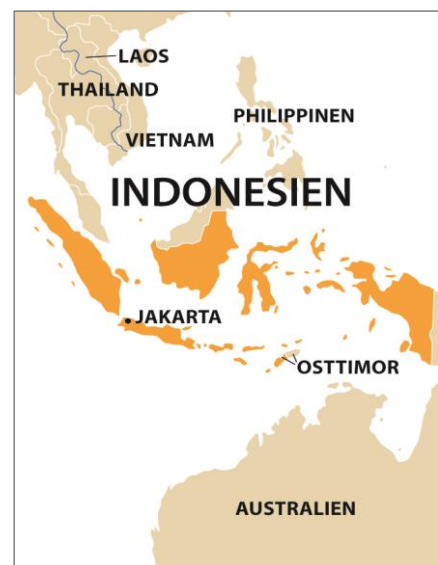 LAOS
THAILAND
PHILIPPINEN
VIETNAM
INDONESIEN
JAKARTA
OSTTIMOR
AUSTRALIEN